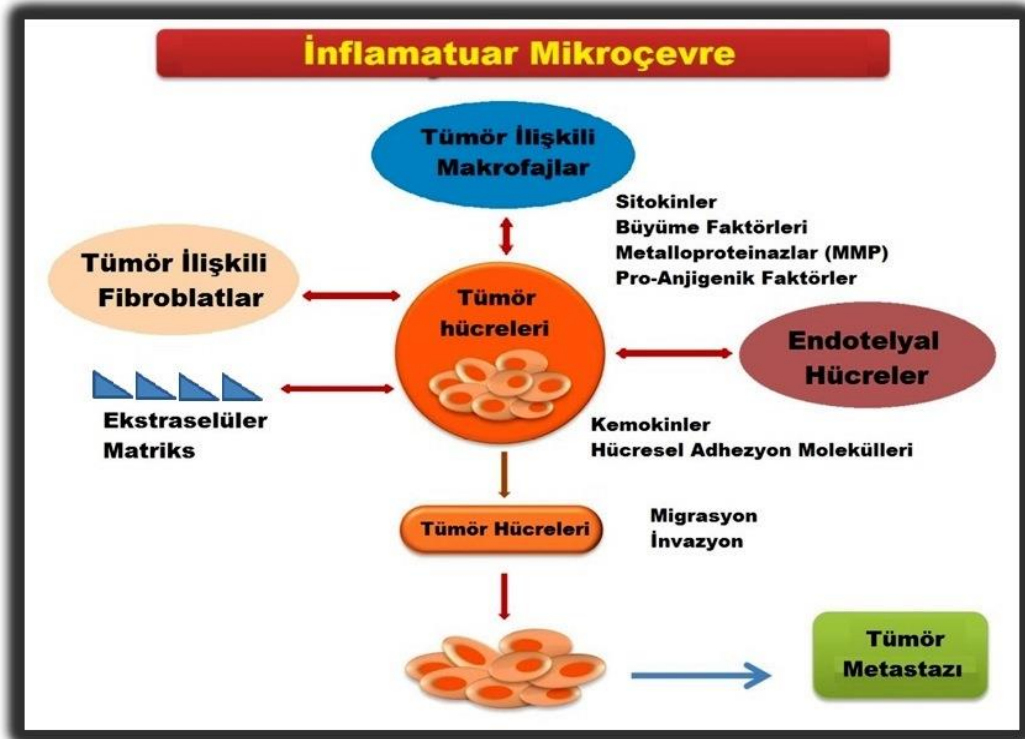 İnflamatuar Mikroçevre
Tümör İlişkili
Makrofajlar
Sitokinler
Büyüme Faktörleri
Metalloproteinazlar (MMP)
Pro-Anjigenik Faktörler
Tümör İlişkili
Fibroblatlar
Tümör
hücreleri
Endotelyal
Hücreler
Ekstraselüler
Matriks
Kemokinler
Hücresel Adhezyon Molekülleri
Tümör Hücreleri
Migrasyon
İnvazyon
Tümör
Metastazı